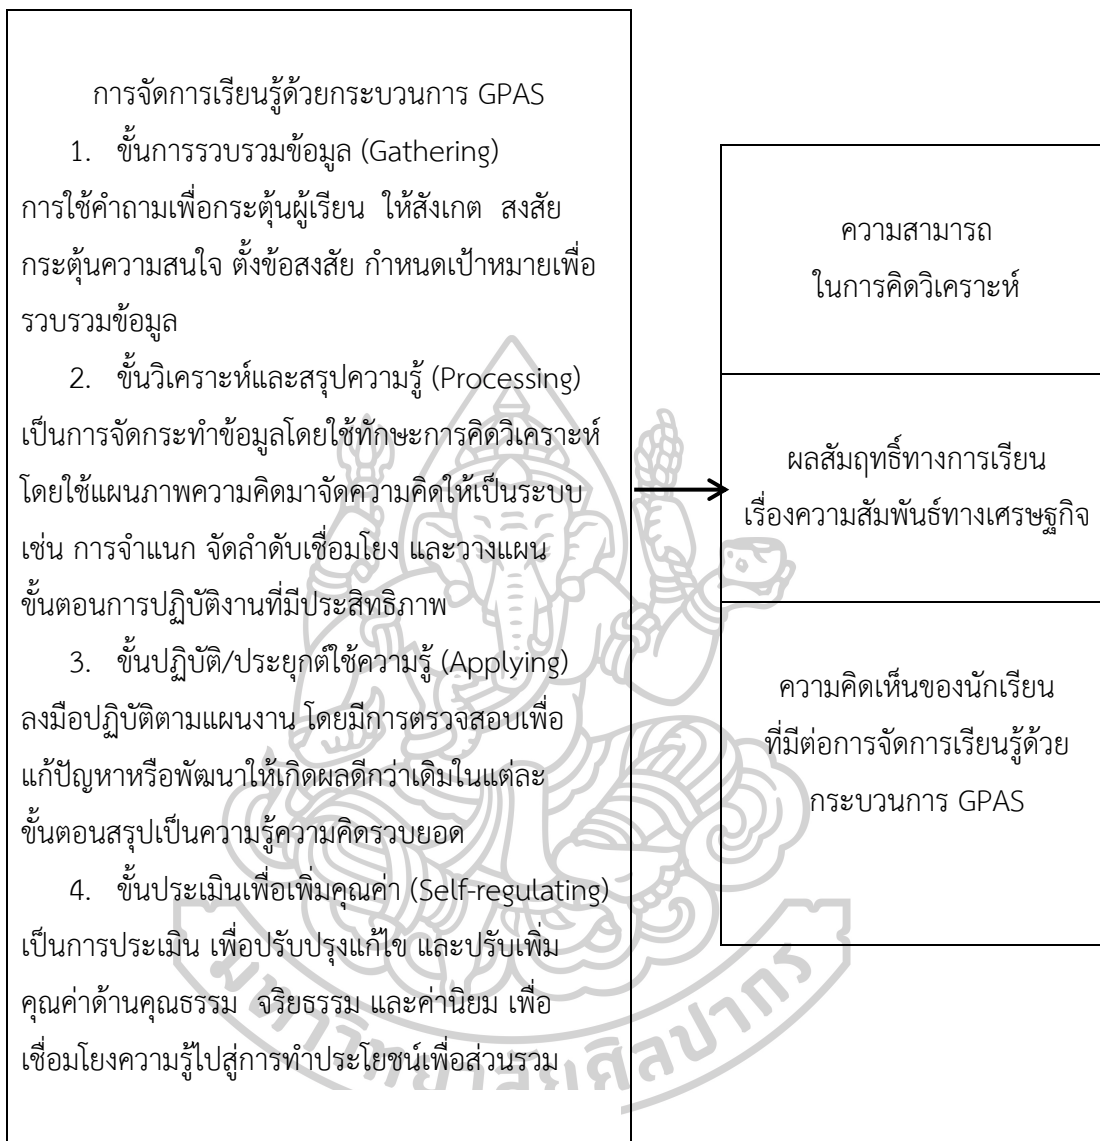 การจัดการเรียนรู้ด้วยกระบวนการ GPAS
1. ขั้นการรวบรวมข้อมูล (Gathering)
การใช้คำถามเพื่อกระตุ้นผู้เรียน ให้สังเกต สงสัย
กระตุ้นความสนใจ ตั้งข้อสงสัย กำหนดเป้าหมายเพื่อ
รวบรวมข้อมูล
2. ขั้นวิเคราะห์และสรุปความรู้ (Processing)
เป็นการจัดกระทำข้อมูลโดยใช้ทักษะการคิดวิเคราะห์
โดยใช้แผนภาพความคิดมาจัดความคิดให้เป็นระบบ
เช่น การจำแนก จัดลำดับเชื่อมโยง และวางแผน
ขั้นตอนการปฏิบัติงานที่มีประสิทธิภาพ
3. ขั้นปฏิบัติ/ประยุกต์ใช้ความรู้ (Applying)
ลงมือปฏิบัติตามแผนงาน โดยมีการตรวจสอบเพื่อ
แก้ปัญหาหรือพัฒนาให้เกิดผลดีกว่าเดิมในแต่ละ
ขั้นตอนสรุปเป็นความรู้ความคิดรวบยอด
4. ขั้นประเมินเพื่อเพิ่มคุณค่า (Self-regulating)
เป็นการประเมิน เพื่อปรับปรุงแก้ไข และปรับเพิ่ม
คุณค่าด้านคุณธรรม จริยธรรม และค่านิยม เพื่อ
เชื่อมโยงความรู้ไปสู่การทำประโยชน์เพื่อส่วนรวม
ความสามารถ
ในการคิดวิเคราะห์
ผลสัมฤทธิ์ทางการเรียน
เรื่องความสัมพันธ์ทางเศรษฐกิจ
ความคิดเห็นของนักเรียน
ที่มีต่อการจัดการเรียนรู้ด้วย
กระบวนการ GPAS
มหาวิทยาลัยศิลปากร